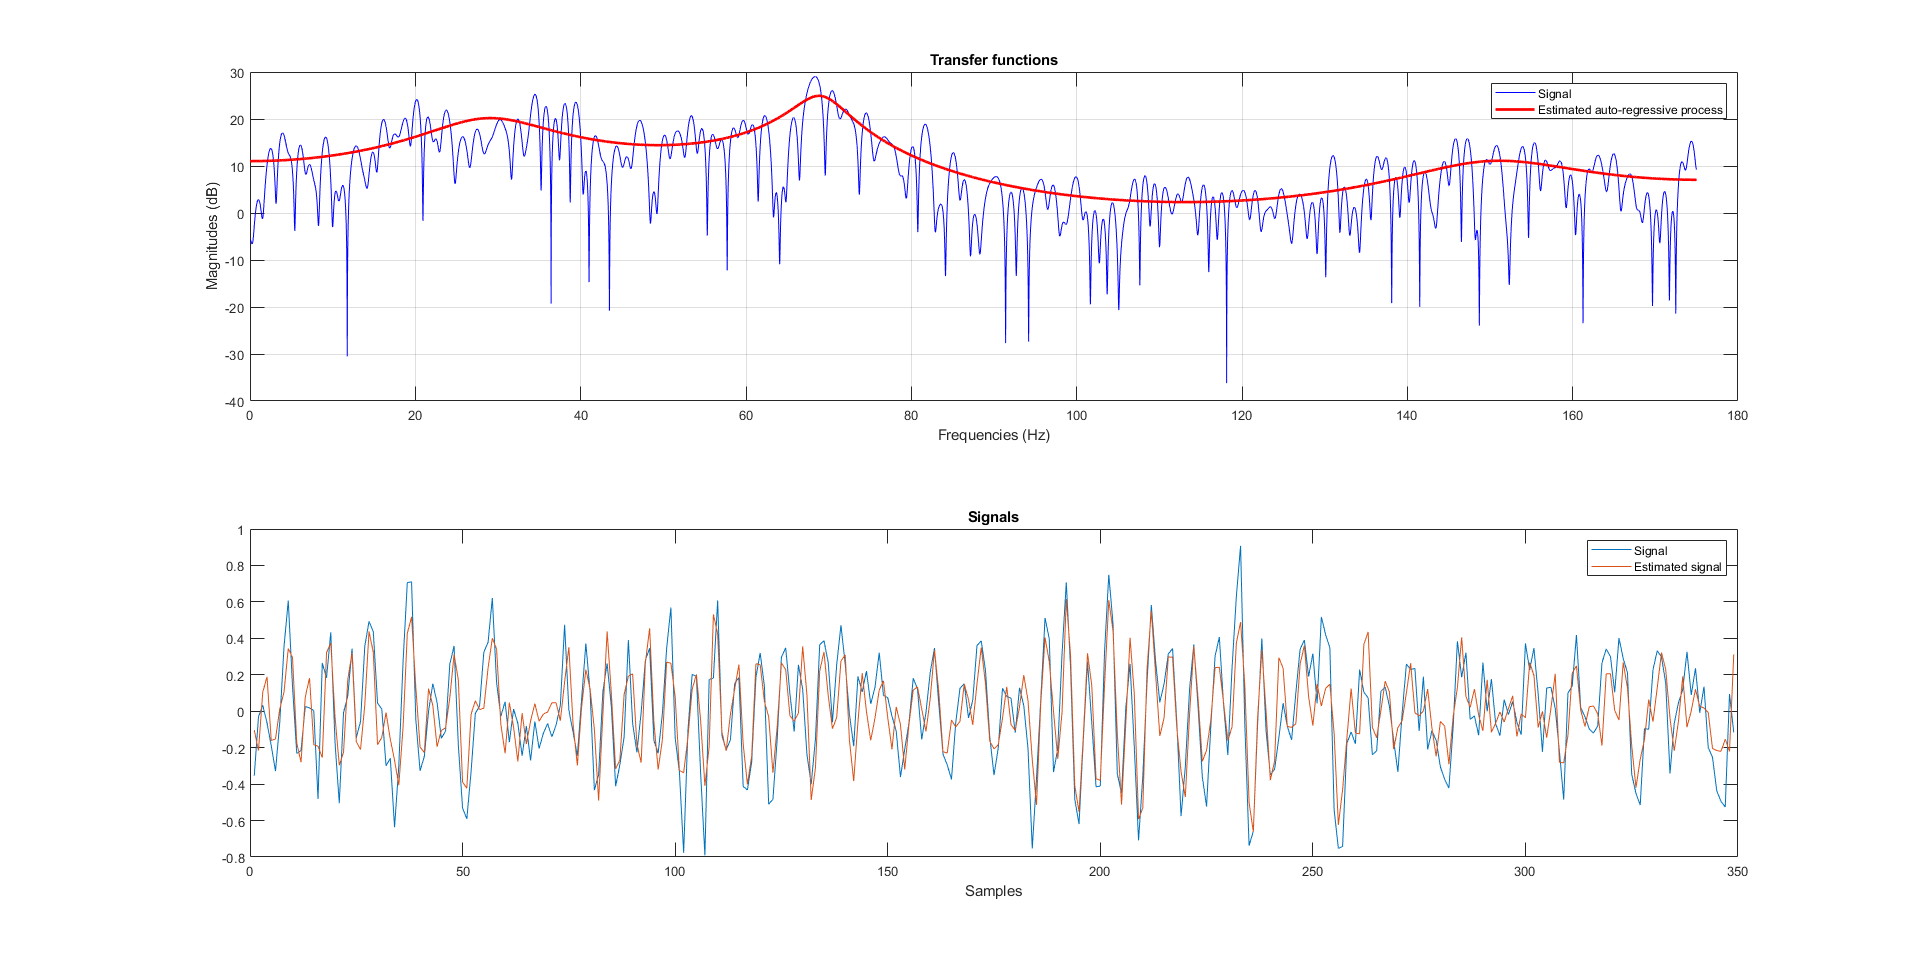 Transfer functions
30
20
10
0
-10
-20
-30
-40
Magnitudes (dB)
Signal
Estimated auto-regressive process
0 20 40 60 80 100 120 140 160 180
Frequencies (Hz)
Signals
1
0.8
0.6
0.4
0.2
0
-0.2
-0.4
-0.6
-0.8
Signal
Estimated signal
0 50 100 150 200 250 300 350
Samples